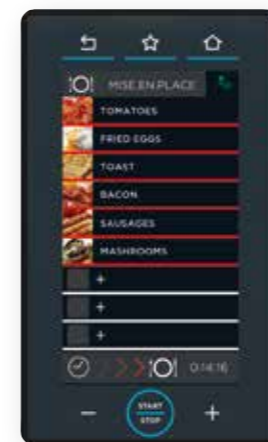 MISE EN PLACE
TOMATOES
FRIED EGGS
TOAST
BACON
SAUSAGES
MASHROOMS
+
+
+
0:14:16
− START STOP +